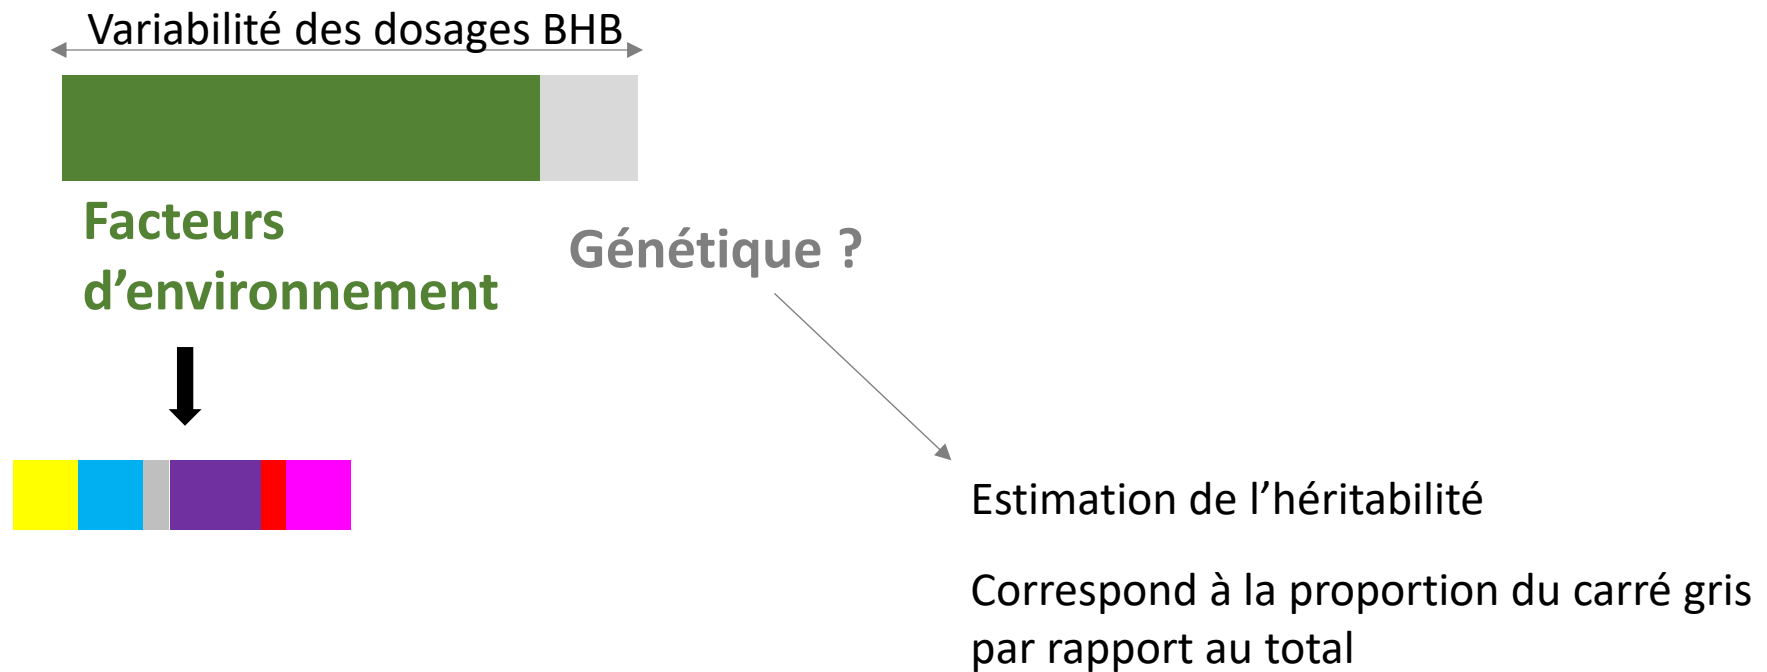 Variabilité des dosages BHB
Facteurs
d’environnement
Génétique ?
Estimation de l’héritabilité
Correspond à la proportion du carré gris
par rapport au total